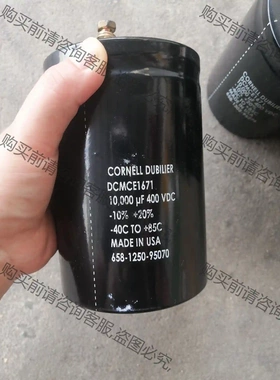 CORNELL DUBILIER
DCMCE1671
10,000 µF 400 VDC
-10% +20%
-40C TO +85C
MADE IN USA
658-1250-95070
CORNELL
购买前请咨询客服,盗图必究,
购买前请咨询客服